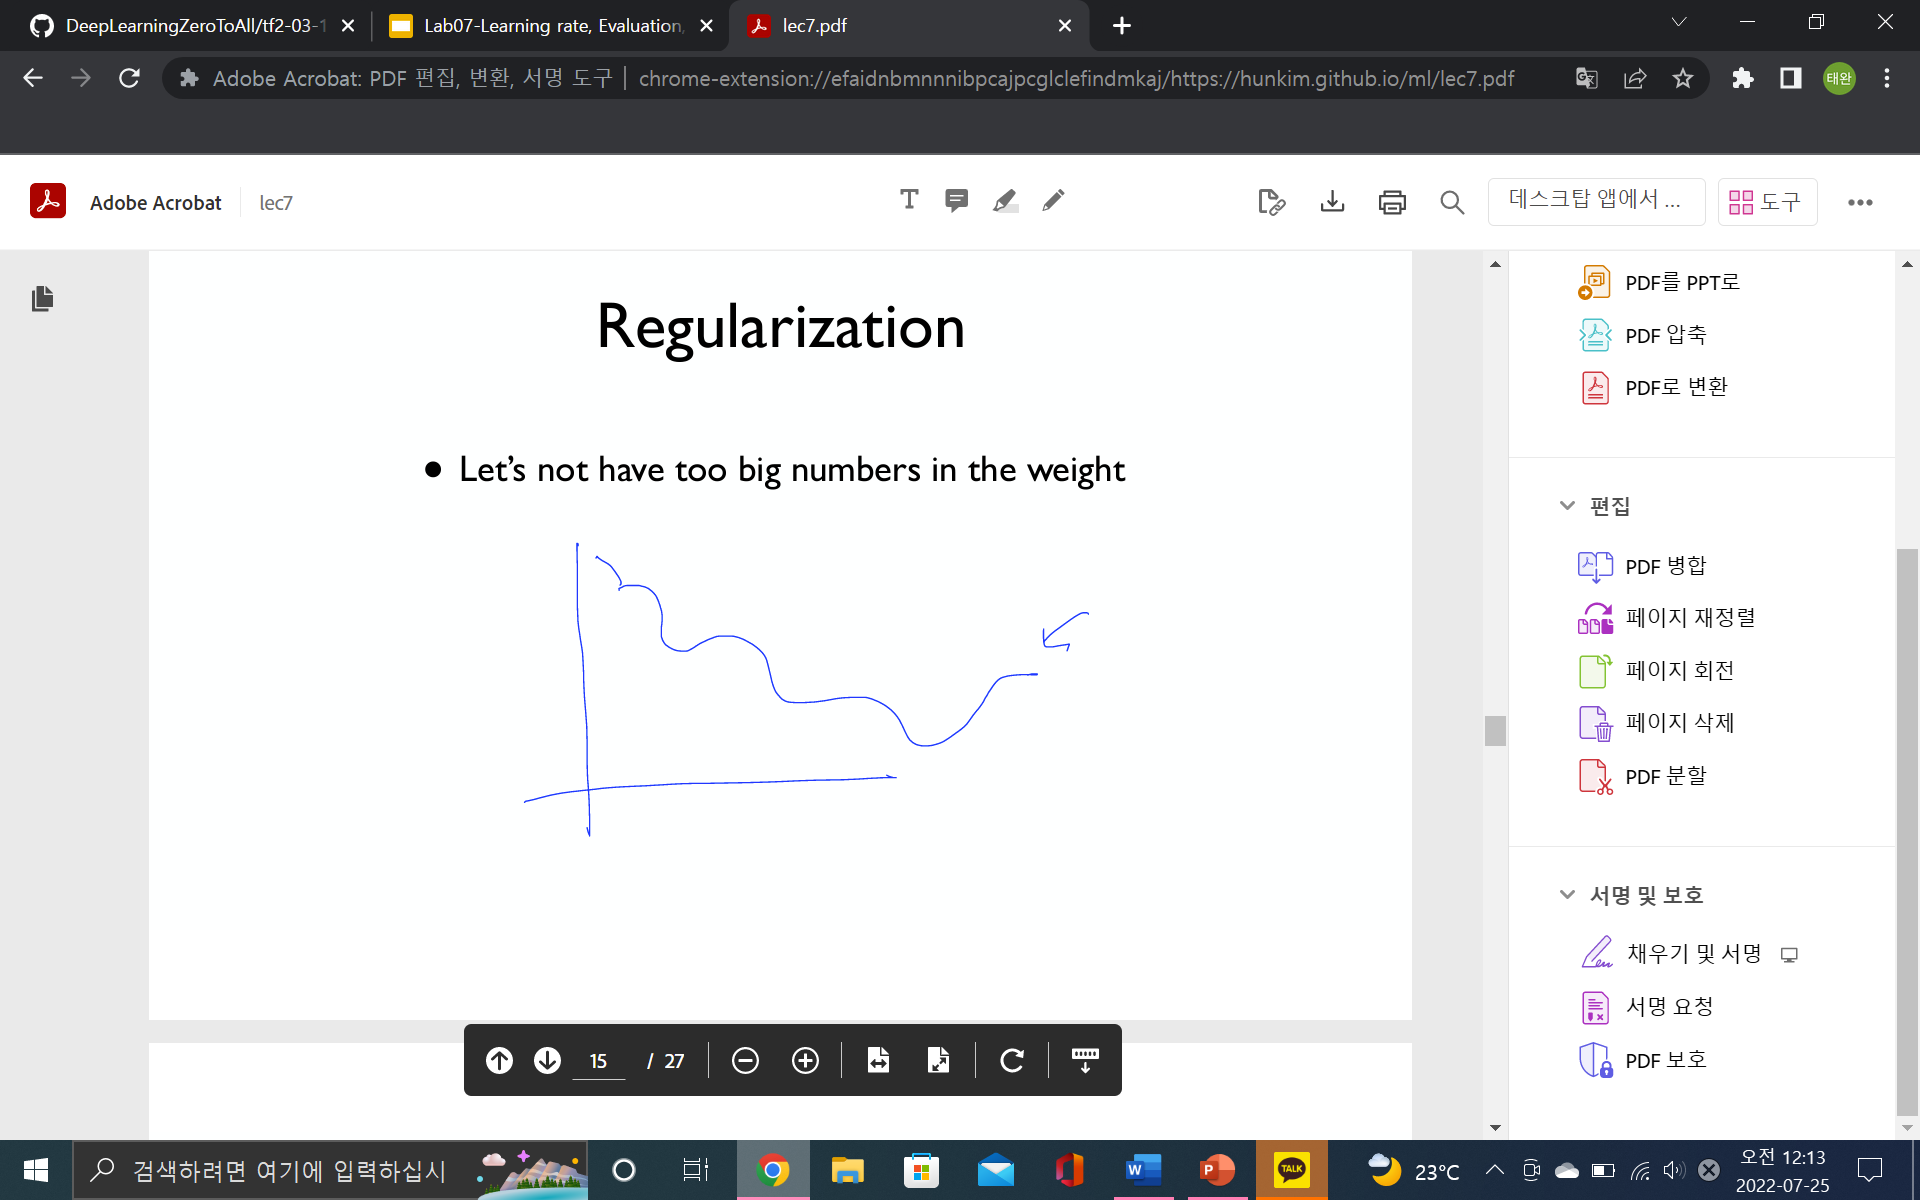 DeepLearningZeroToAll/tf2-03-1
Lab07-Learning rate, Evaluation,
lec7.pdf
Adobe Acrobat: PDF 편집, 변환, 서명 도구 | chrome-extension://efaidnbmnnnibpcajpcglclefindmkaj/https://hunkim.github.io/ml/lec7.pdf
태완
Adobe Acrobat
lec7
데스크탑 앱에서 ...
도구
Regularization
• Let's not have too big numbers in the weight
15 / 27
PDF를 PPT로
PDF 압축
PDF로 변환
편집
PDF 병합
페이지 재정렬
페이지 회전
페이지 삭제
PDF 분할
서명 및 보호
채우기 및 서명
서명 요청
PDF 보호
검색하려면 여기에 입력하십시
TALK
23°C
오전 12:13
2022-07-25